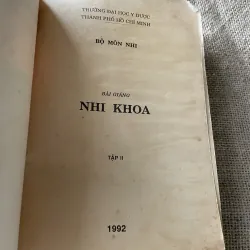 TRƯỜNG ĐẠI HỌC Y DƯỢC
THÀNH PHỐ HỒ CHÍ MINH
BỘ MÔN NHI
BÀI GIẢNG
NHI KHOA
TẬP II
1992